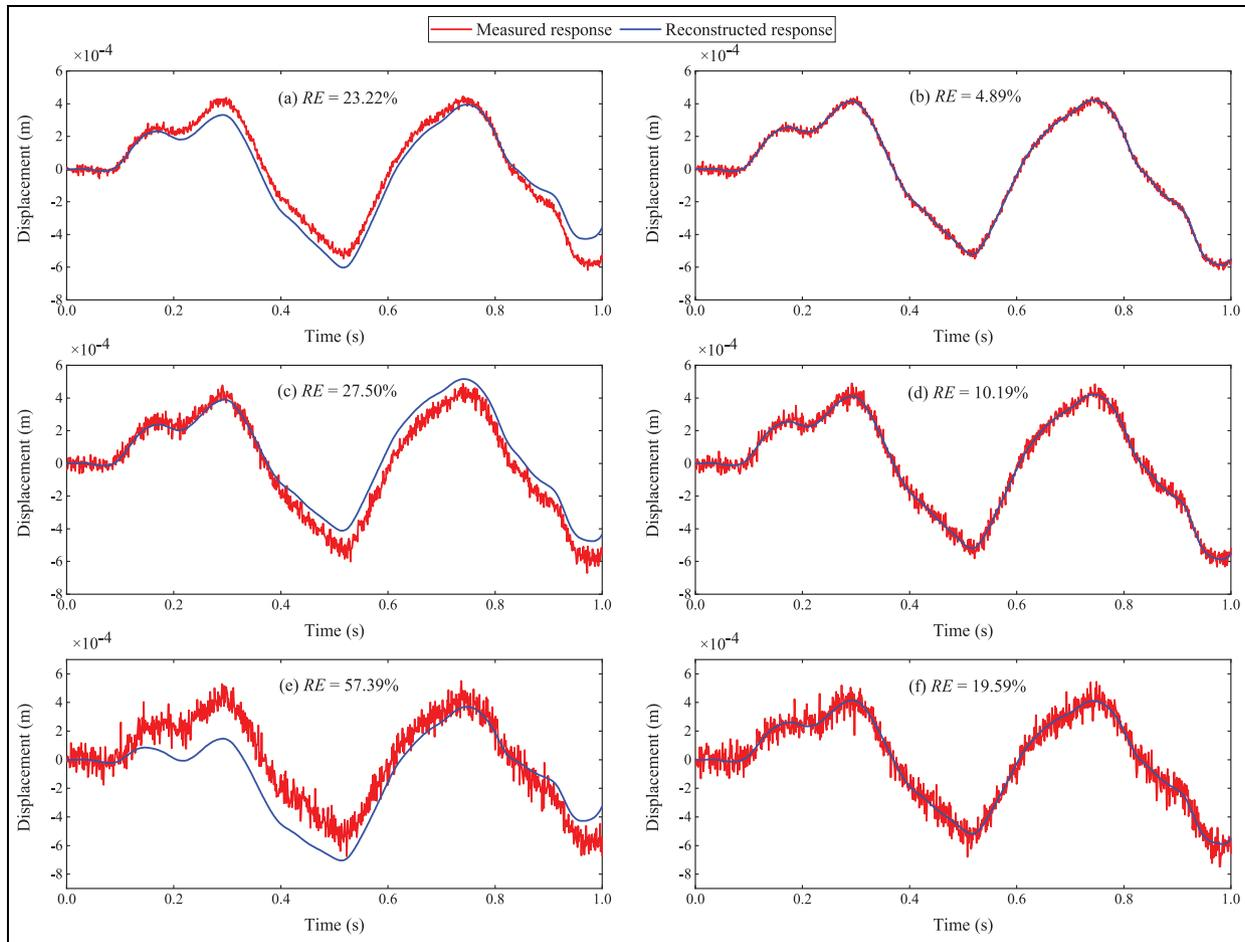 Measured response Reconstructed response
×10-4
6
4
2
0
-2
-4
-6
-8
Displacement (m)
(a) RE = 23.22%
0.0 0.2 0.4 0.6 0.8 1.0
Time (s)
×10-4
6
4
2
0
-2
-4
-6
-8
Displacement (m)
(b) RE = 4.89%
0.0 0.2 0.4 0.6 0.8 1.0
Time (s)
×10-4
6
4
2
0
-2
-4
-6
-8
Displacement (m)
(c) RE = 27.50%
0.0 0.2 0.4 0.6 0.8 1.0
Time (s)
×10-4
6
4
2
0
-2
-4
-6
-8
Displacement (m)
(d) RE = 10.19%
0.0 0.2 0.4 0.6 0.8 1.0
Time (s)
×10-4
6
4
2
0
-2
-4
-6
-8
Displacement (m)
(e) RE = 57.39%
0.0 0.2 0.4 0.6 0.8 1.0
Time (s)
×10-4
6
4
2
0
-2
-4
-6
-8
Displacement (m)
(f) RE = 19.59%
0.0 0.2 0.4 0.6 0.8 1.0
Time (s)